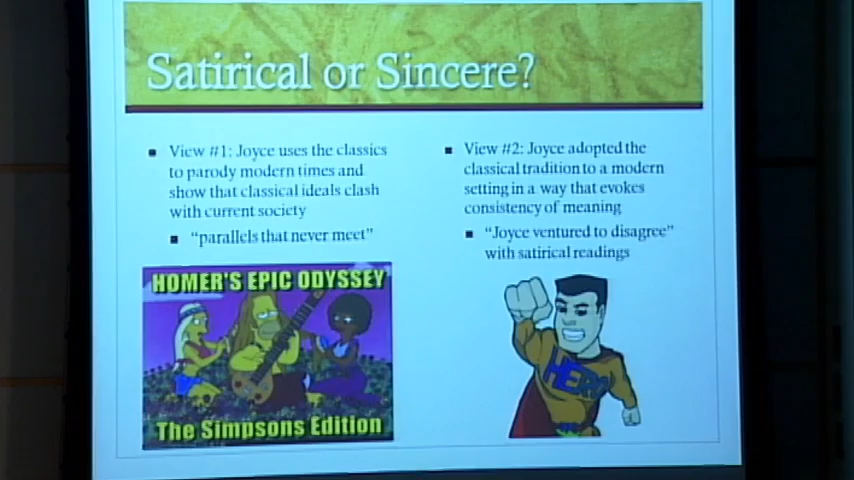 Satirical or Sincere?
View #1: Joyce uses the classics
to parody modern times and
show that classical ideals clash
with current society
"parallels that never meet"
HOMER'S EPIC ODYSSEY
The Simpsons Edition
View #2: Joyce adopted the
classical tradition to a modern
setting in a way that evokes
consistency of meaning
"Joyce ventured to disagree"
with satirical readings
HERO